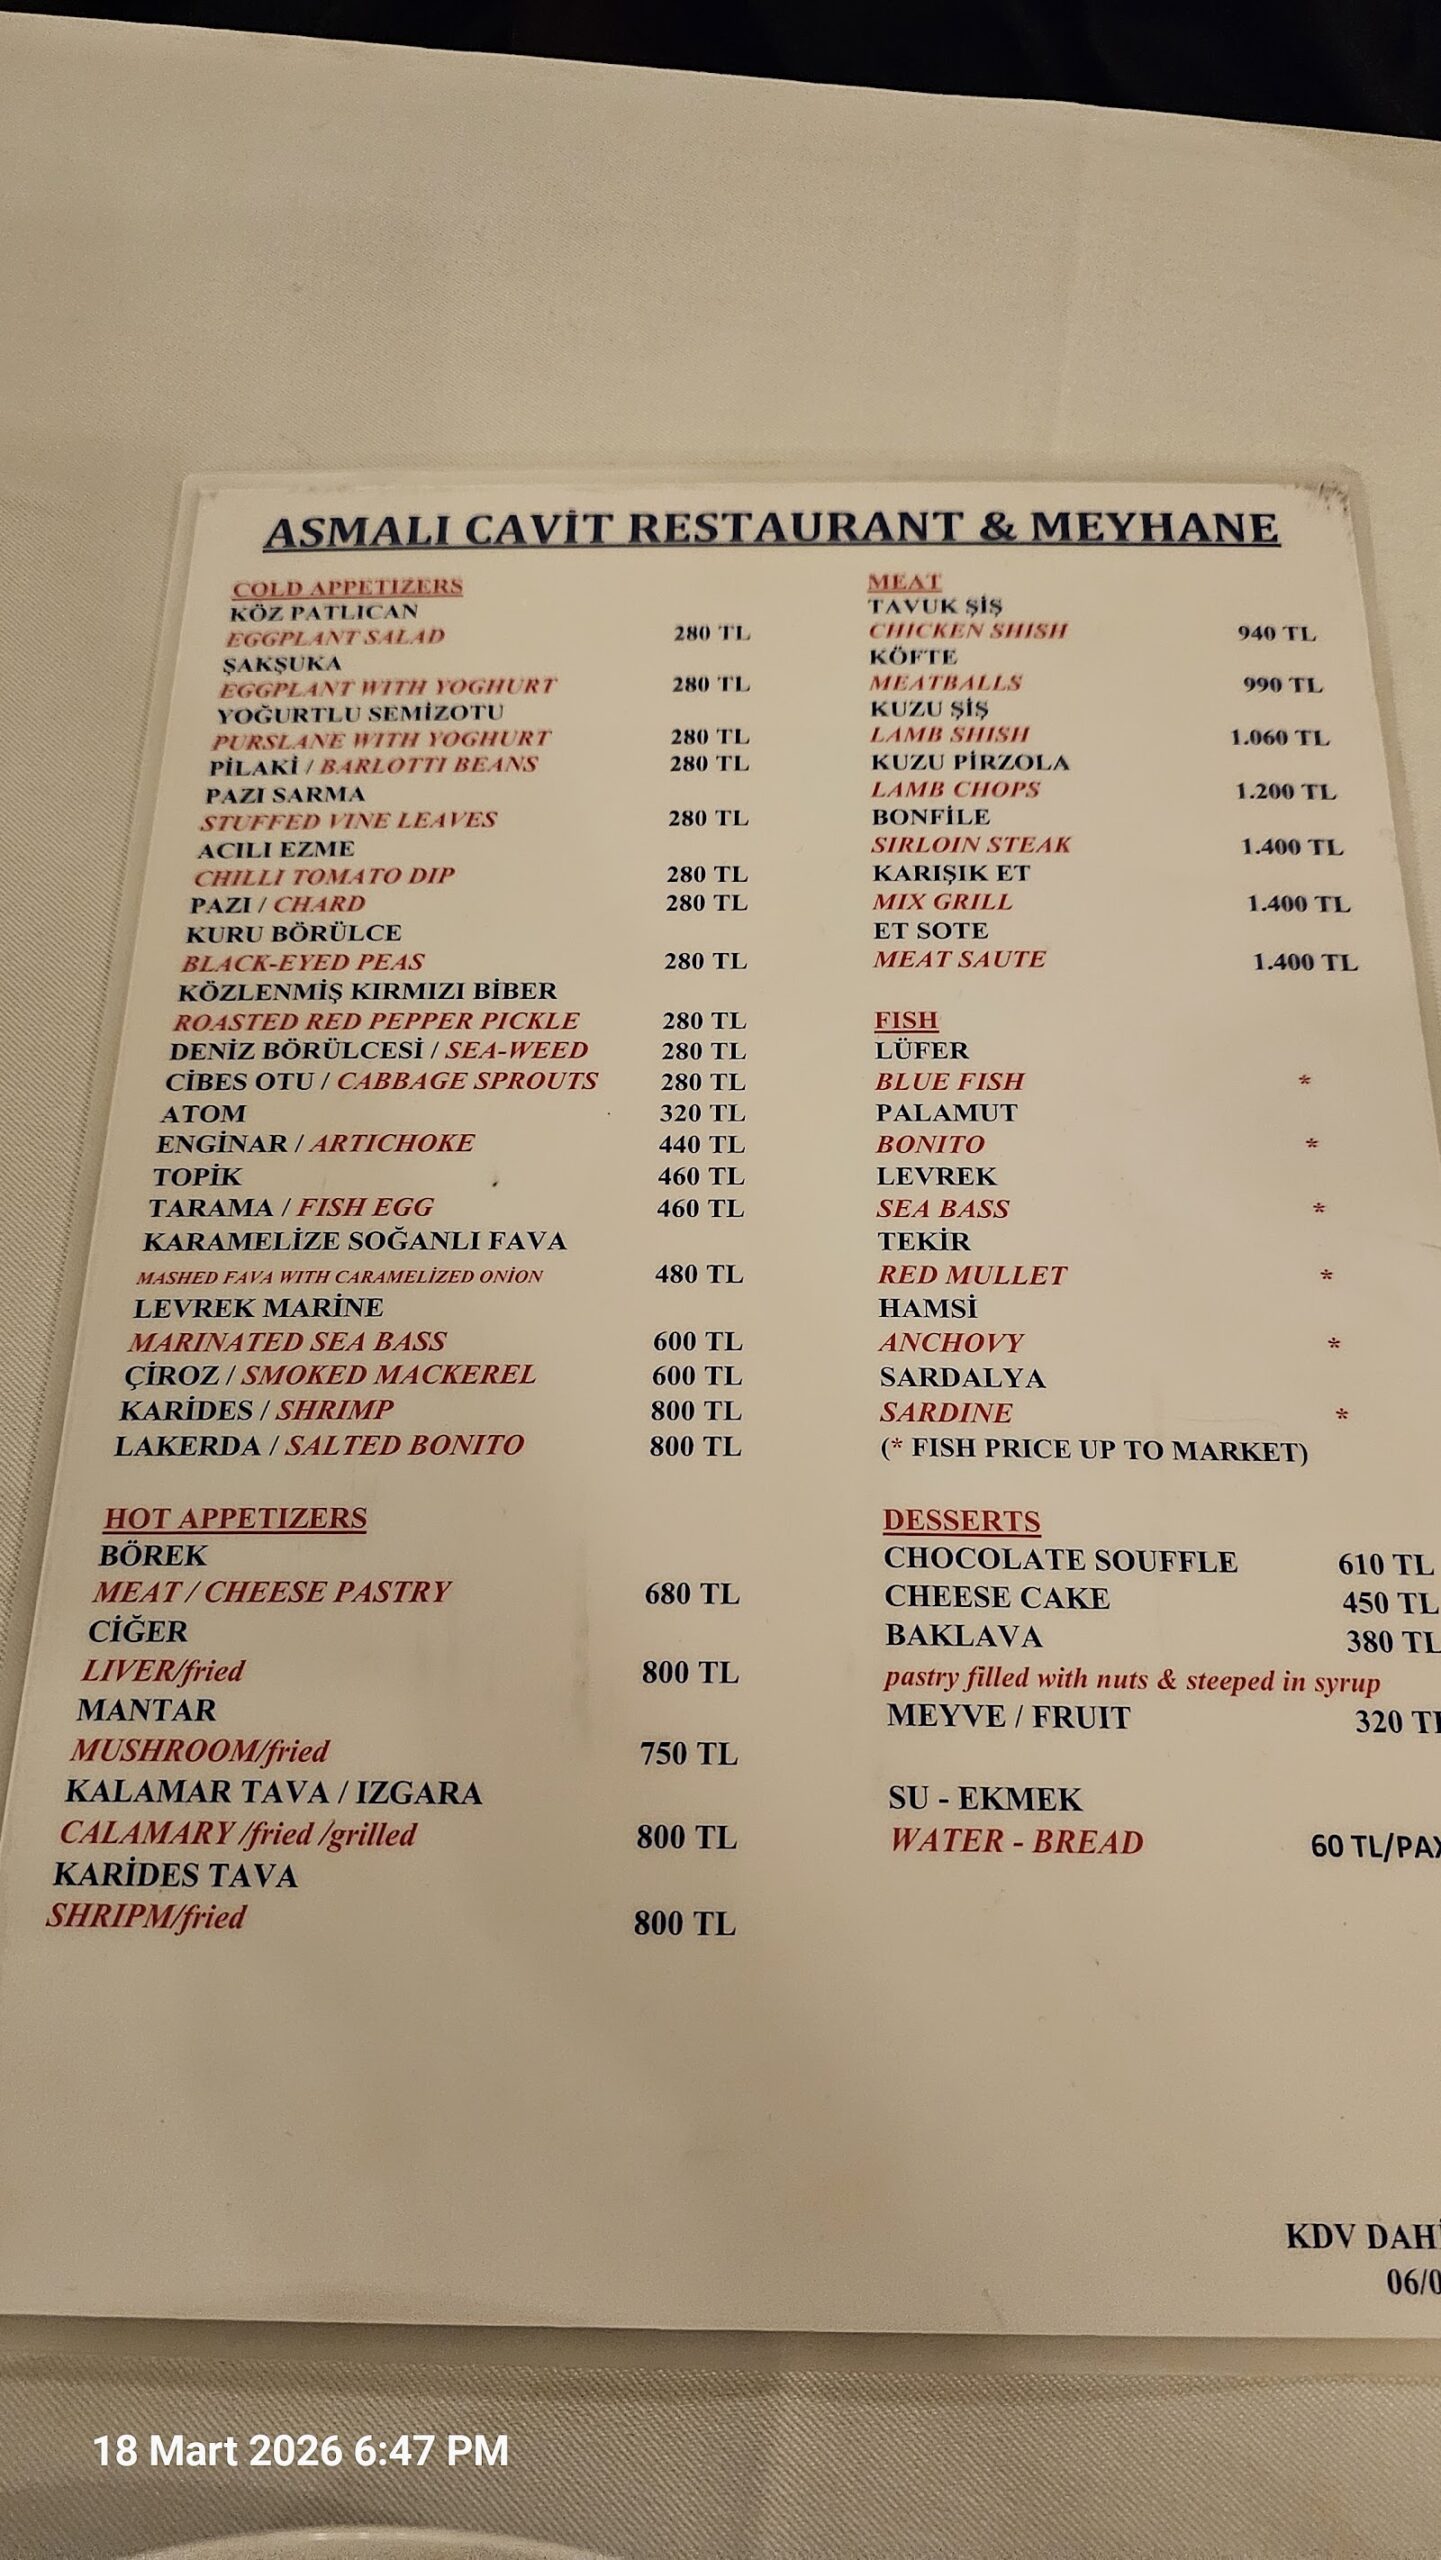 ASMALI CAVİT RESTAURANT & MEYHANE
COLD APPETIZERS
KÖZ PATLICAN
EGGPLANT SALAD 280 TL
ŞAKŞUKA
EGGPLANT WITH YOGHURT 280 TL
YOĞURTLU SEMİZOTU
PURSLANE WITH YOGHURT 280 TL
PİLAKİ / BARLOTTI BEANS 280 TL
PAZI SARMA
STUFFED VINE LEAVES 280 TL
ACILI EZME
CHILLI TOMATO DIP 280 TL
PAZI / CHARD 280 TL
KURU BÖRÜLCE
BLACK-EYED PEAS 280 TL
KÖZLENMİŞ KIRMIZI BİBER
ROASTED RED PEPPER PICKLE 280 TL
DENİZ BÖRÜLCESİ / SEA-WEED 280 TL
CİBES OTU / CABBAGE SPROUTS 280 TL
ATOM 320 TL
ENGİNAR / ARTICHOKE 440 TL
TOPİK 460 TL
TARAMA / FISH EGG 460 TL
KARAMELİZE SOĞANLI FAVA
MASHED FAVA WITH CARAMELİZED ONİON 480 TL
LEVREK MARİNE
MARINATED SEA BASS 600 TL
ÇİROZ / SMOKED MACKEREL 600 TL
KARİDES / SHRIMP 800 TL
LAKERDA / SALTED BONITO 800 TL
HOT APPETIZERS
BÖREK
MEAT / CHEESE PASTRY 680 TL
CİĞER
LIVER/fried 800 TL
MANTAR
MUSHROOM/fried 750 TL
KALAMAR TAVA / IZGARA
CALAMARY /fried /grilled 800 TL
KARİDES TAVA
SHRIPM/fried 800 TL
MEAT
TAVUK ŞİŞ
CHICKEN SHISH 940 TL
KÖFTE
MEATBALLS 990 TL
KUZU ŞİŞ
LAMB SHISH 1.060 TL
KUZU PİRZOLA
LAMB CHOPS 1.200 TL
BONFİLE
SIRLOIN STEAK 1.400 TL
KARIŞIK ET
MIX GRILL 1.400 TL
ET SOTE
MEAT SAUTE 1.400 TL
FISH
LÜFER
BLUE FISH *
PALAMUT
BONITO *
LEVREK
SEA BASS *
TEKİR
RED MULLET *
HAMSİ
ANCHOVY *
SARDALYA
SARDINE *
(* FISH PRICE UP TO MARKET)
DESSERTS
CHOCOLATE SOUFFLE 610 TL
CHEESE CAKE 450 TL
BAKLAVA 380 TL
pastry filled with nuts & steeped in syrup
MEYVE / FRUIT 320 TL
SU - EKMEK
WATER - BREAD 60 TL/PAX
KDV DAHİ
06/0
18 Mart 2026 6:47 PM